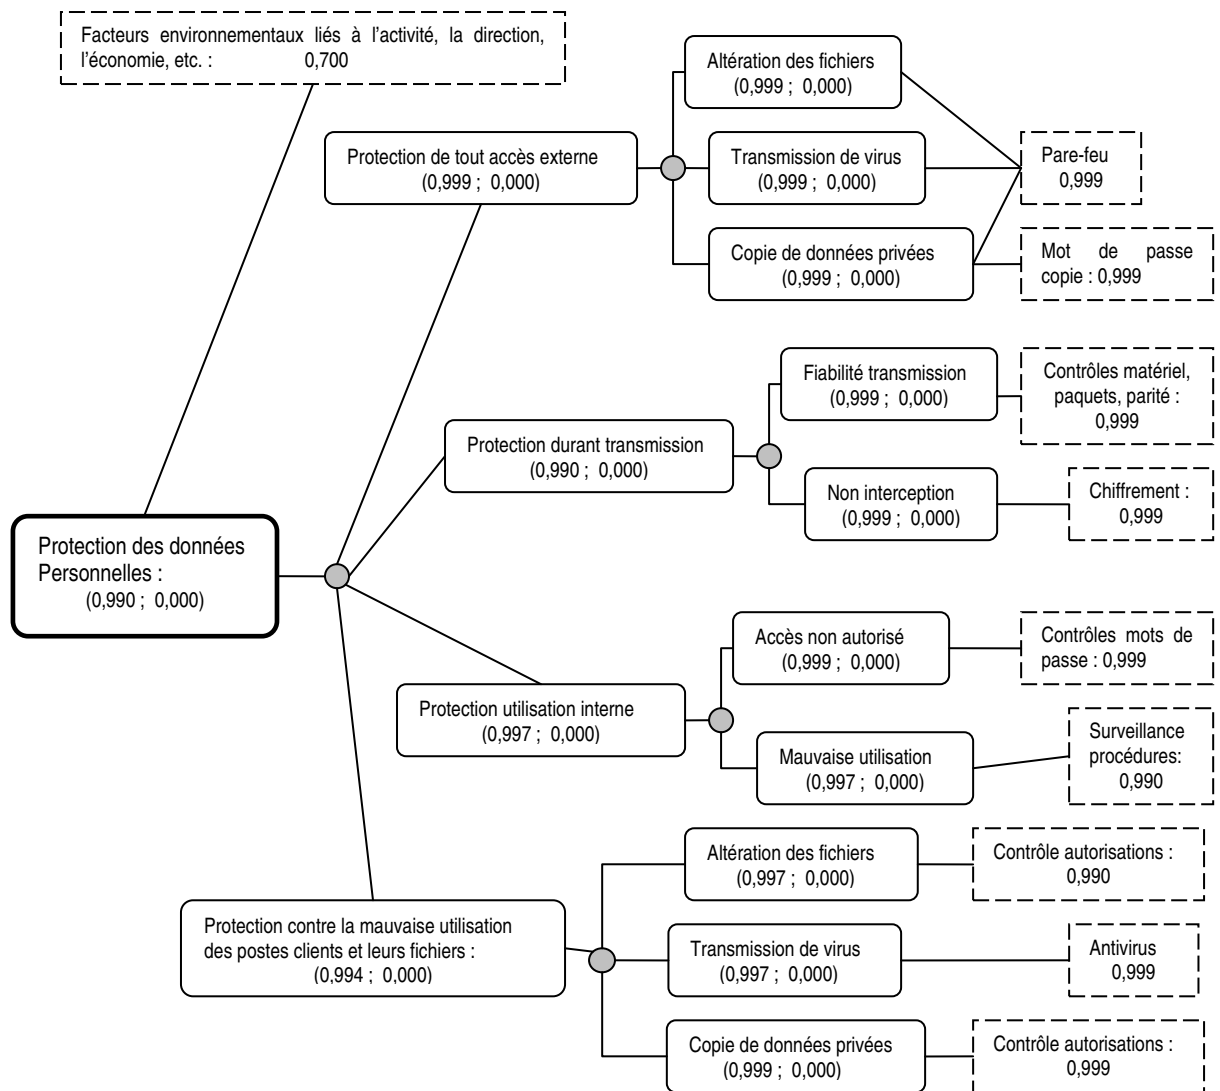 Facteurs environnementaux liés à l’activité, la direction,
l’économie, etc. : 0,700
Altération des fichiers
(0,999 ; 0,000)
Protection de tout accès externe
(0,999 ; 0,000)
Transmission de virus
(0,999 ; 0,000)
Pare-feu
0,999
Copie de données privées
(0,999 ; 0,000)
Mot de passe
copie : 0,999
Fiabilité transmission
(0,999 ; 0,000)
Contrôles matériel,
paquets, parité :
0,999
Protection durant transmission
(0,990 ; 0,000)
Non interception
(0,999 ; 0,000)
Chiffrement :
0,999
Protection des données
Personnelles :
(0,990 ; 0,000)
Accès non autorisé
(0,999 ; 0,000)
Contrôles mots de
passe : 0,999
Protection utilisation interne
(0,997 ; 0,000)
Mauvaise utilisation
(0,997 ; 0,000)
Surveillance
procédures:
0,990
Altération des fichiers
(0,997 ; 0,000)
Contrôle autorisations :
0,990
Protection contre la mauvaise utilisation
des postes clients et leurs fichiers :
(0,994 ; 0,000)
Transmission de virus
(0,997 ; 0,000)
Antivirus
0,999
Copie de données privées
(0,999 ; 0,000)
Contrôle autorisations :
0,999